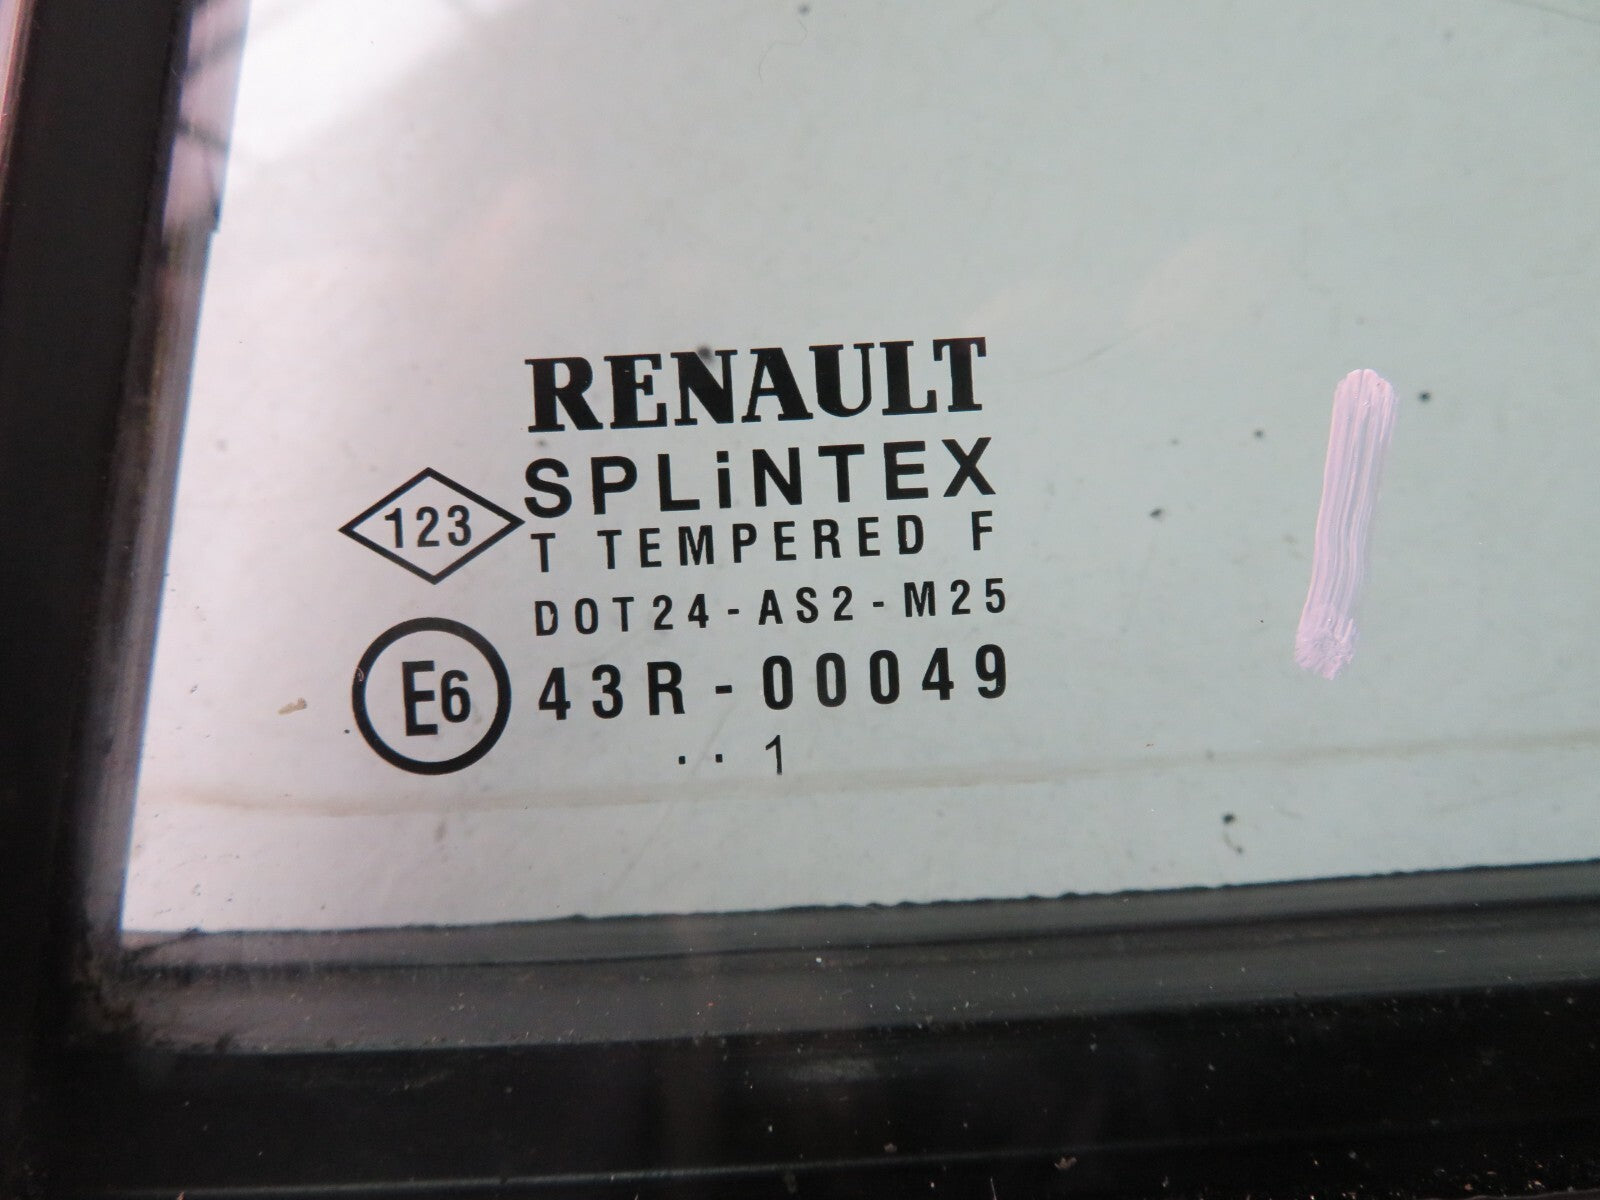 RENAULT
SPLiNTEX
123
T TEMPERED F
DOT24-AS2-M25
E6
43R-00049
..1